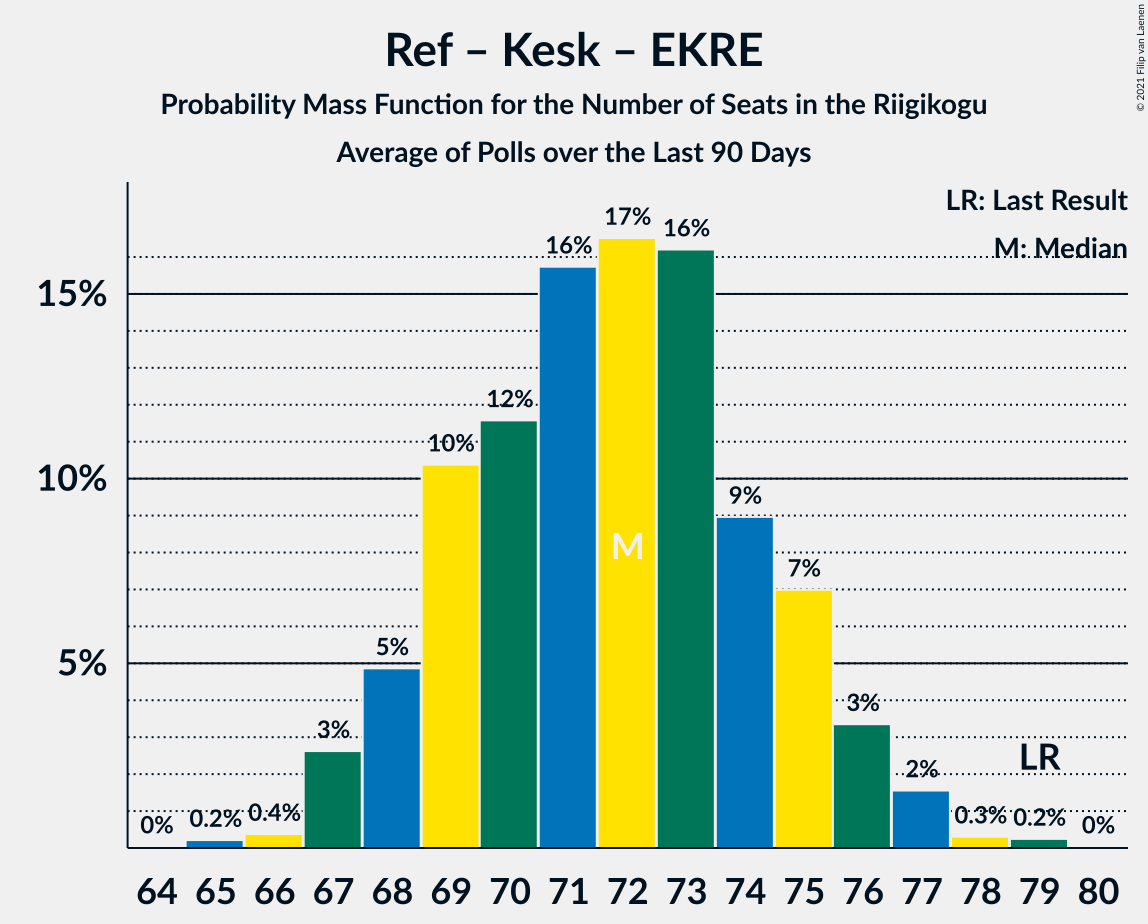 Ref – Kesk – EKRE
Probability Mass Function for the Number of Seats in the Riigikogu
Average of Polls over the Last 90 Days
© 2021 Filip van Laenen
LR: Last Result
M: Median
15%
10%
5%
0%
0.2%
0.4%
3%
5%
10%
12%
16%
17%
16%
9%
7%
3%
2%
0.3%
0.2%
0%
M
LR
64 65 66 67 68 69 70 71 72 73 74 75 76 77 78 79 80